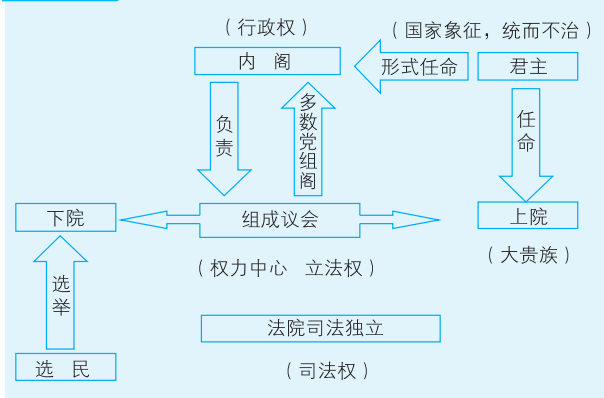 （行政权）
（国家象征，统而不治）
内 阁
形式任命
君主
负责
多数党组阁
任命
下院
组成议会
上院
（权力中心 立法权）
（大贵族）
选举
法院司法独立
选 民
（司法权）